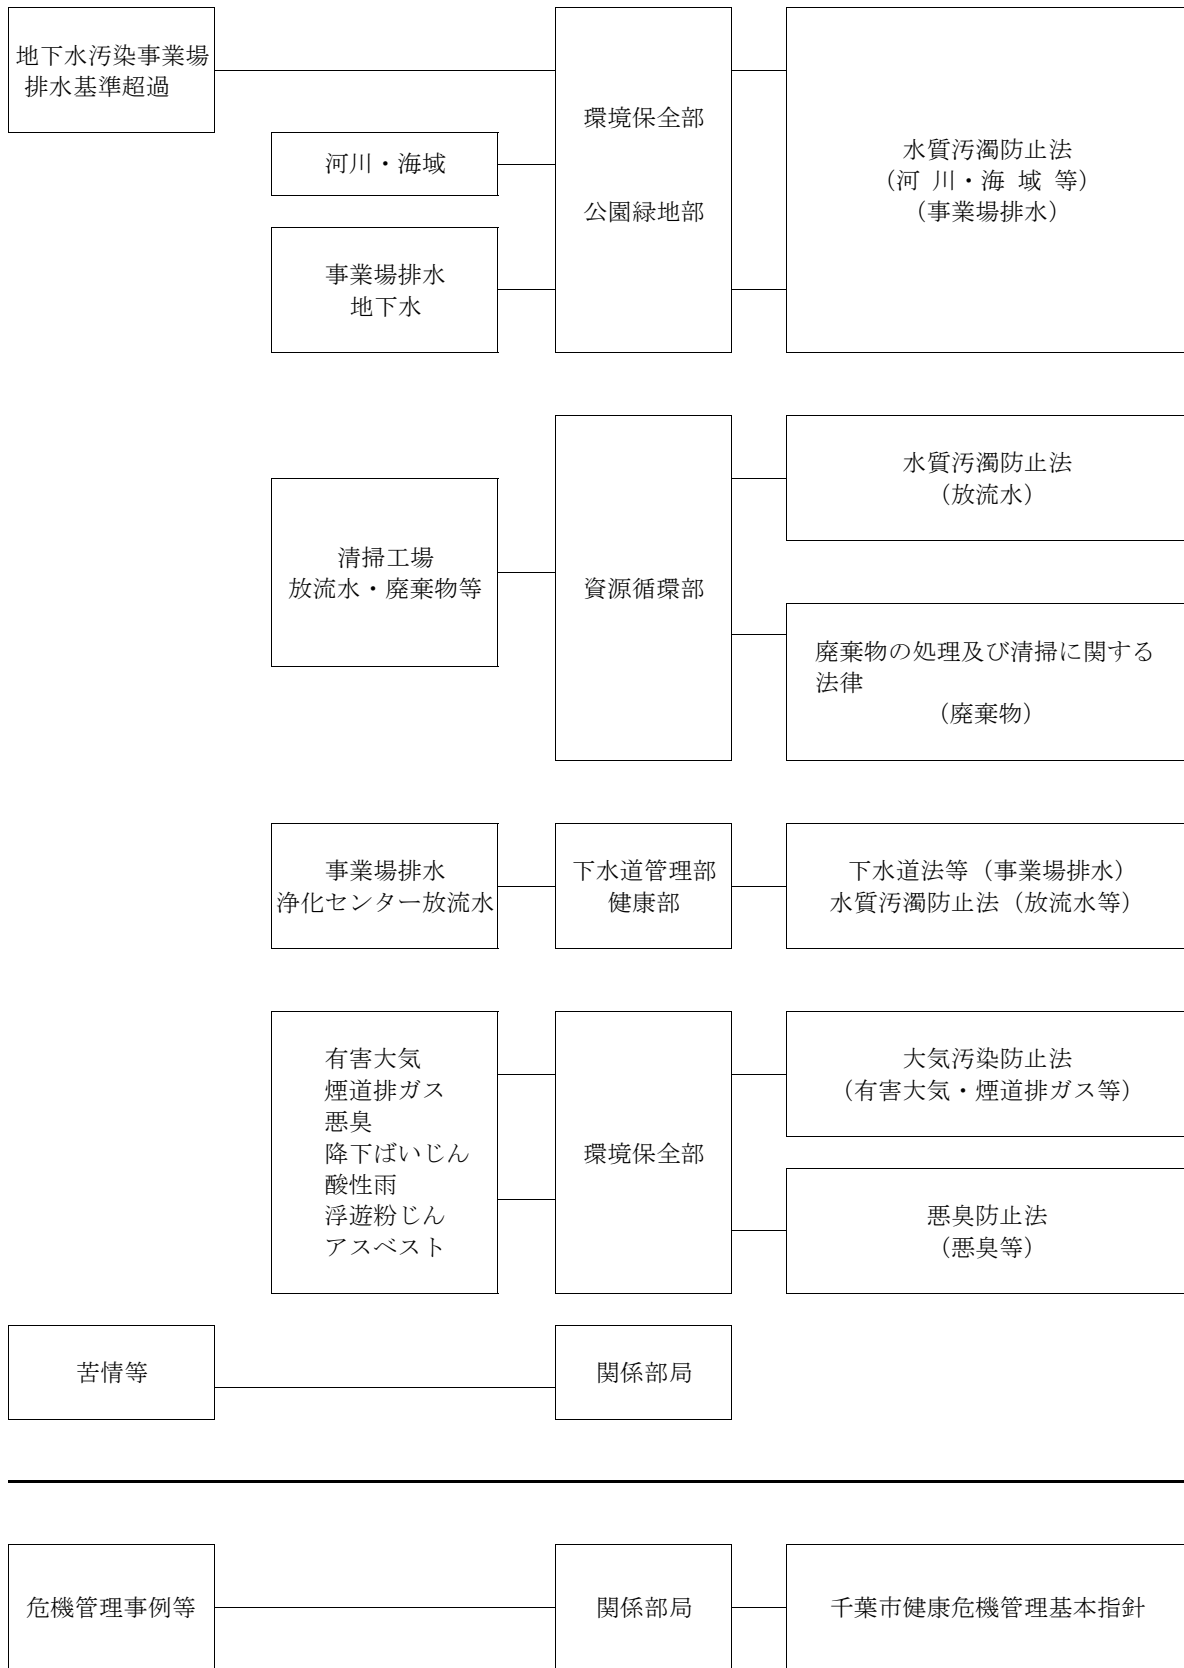 地下水汚染事業場
排水基準超過
河川・海域
事業場排水
地下水
環境保全部
公園緑地部
水質汚濁防止法
（河 川・海 域 等）
（事業場排水）
清掃工場
放流水・廃棄物等
資源循環部
水質汚濁防止法
（放流水）
廃棄物の処理及び清掃に関する
法律
（廃棄物）
事業場排水
浄化センター放流水
下水道管理部
健康部
下水道法等（事業場排水）
水質汚濁防止法（放流水等）
有害大気
煙道排ガス
悪臭
降下ばいじん
酸性雨
浮遊粉じん
アスベスト
環境保全部
大気汚染防止法
（有害大気・煙道排ガス等）
悪臭防止法
（悪臭等）
苦情等
関係部局
危機管理事例等
関係部局
千葉市健康危機管理基本指針